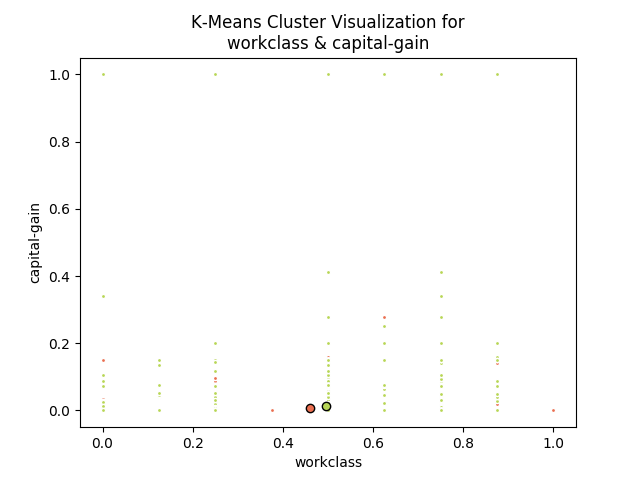 K-Means Cluster Visualization for
workclass & capital-gain
capital-gain
1.0
0.8
0.6
0.4
0.2
0.0
0.0 0.2 0.4 0.6 0.8 1.0
workclass